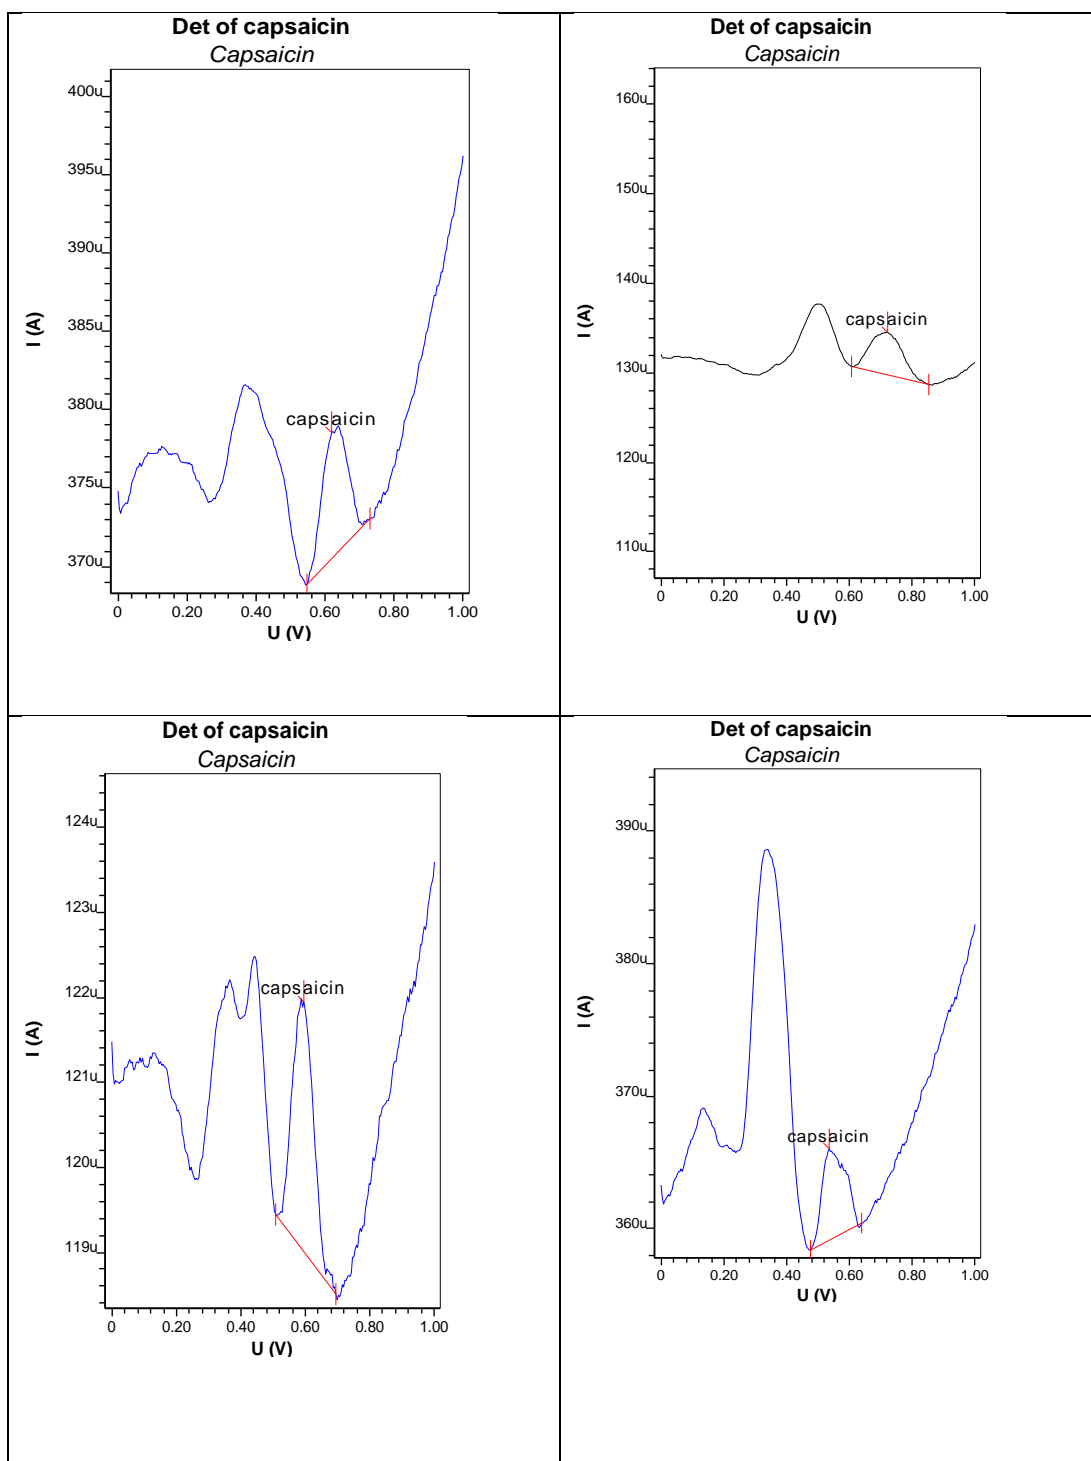 Det of capsaicin
Capsaicin
400u
395u
390u
385u
380u
375u
370u
I (A)
capsaicin
0 0.20 0.40 0.60 0.80 1.00
U (V)
Det of capsaicin
Capsaicin
160u
150u
140u
130u
120u
110u
I (A)
capsaicin
0 0.20 0.40 0.60 0.80 1.00
U (V)
Det of capsaicin
Capsaicin
124u
123u
122u
121u
120u
119u
I (A)
capsaicin
0 0.20 0.40 0.60 0.80 1.00
U (V)
Det of capsaicin
Capsaicin
390u
380u
370u
360u
I (A)
capsaicin
0 0.20 0.40 0.60 0.80 1.00
U (V)